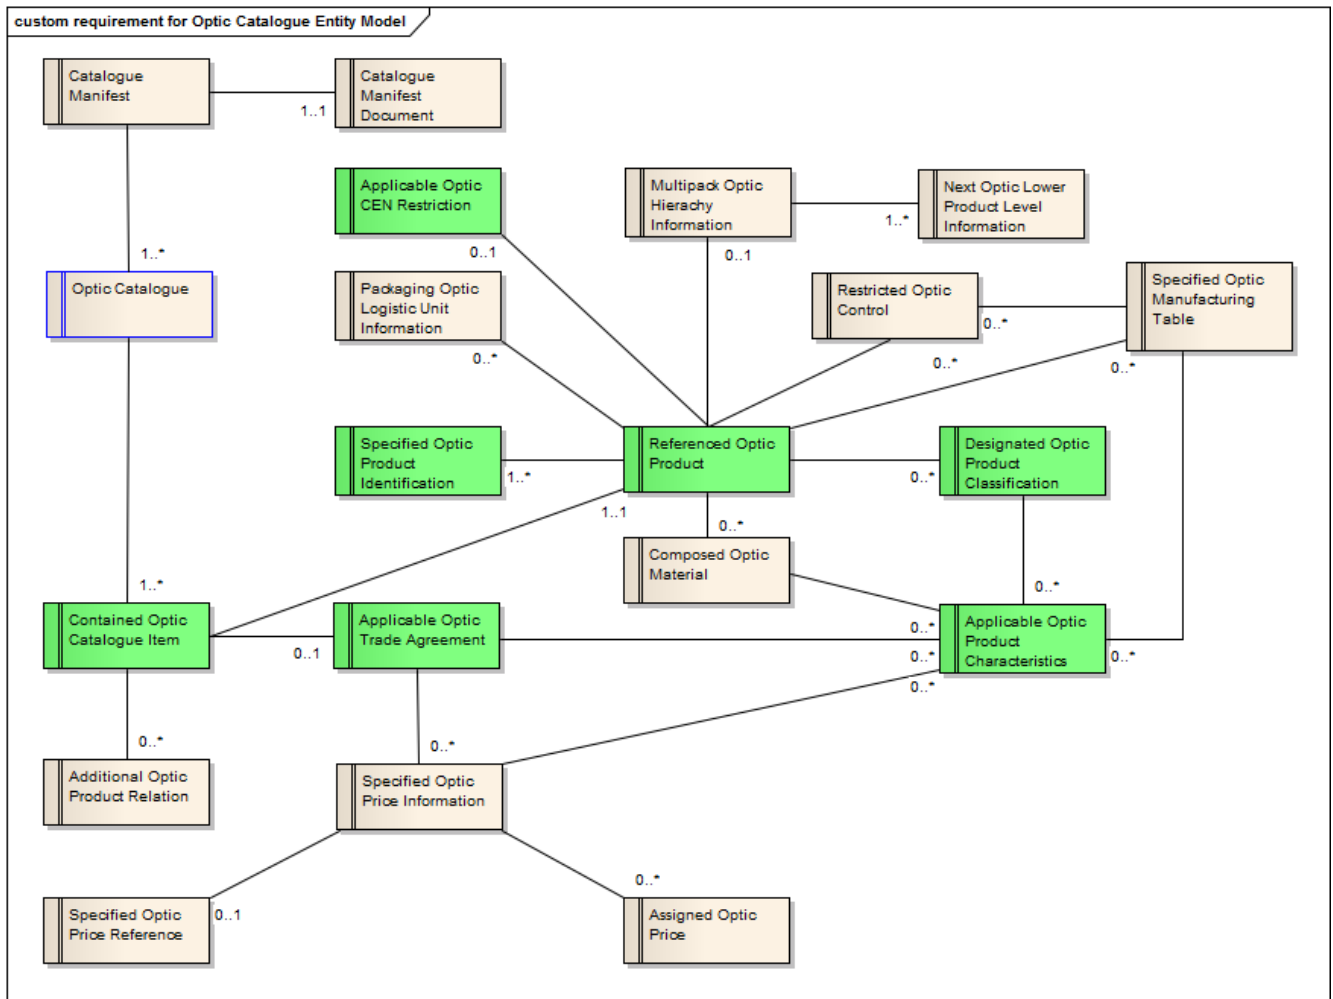 custom requirement for Optic Catalogue Entity Model
Catalogue
Manifest
1..1
Catalogue
Manifest
Document
Applicable Optic
CEN Restriction
0..1
Multipack Optic
Hierachy
Information
0..1
1..*
Next Optic Lower
Product Level
Information
1..*
Optic Catalogue
Packaging Optic
Logistic Unit
Information
0..*
Restricted Optic
Control
0..*
0..*
Specified Optic
Manufacturing
Table
0..*
Specified Optic
Product
Identification
1..*
Referenced Optic
Product
1..1
0..*
0..*
Designated Optic
Product
Classification
0..*
Composed Optic
Material
1..*
Contained Optic
Catalogue Item
0..1
Applicable Optic
Trade Agreement
0..*
0..*
0..*
Applicable Optic
Product
Characteristics
0..*
0..*
0..*
Additional Optic
Product Relation
Specified Optic
Price Information
0..*
Specified Optic
Price Reference
0..1
Assigned Optic
Price